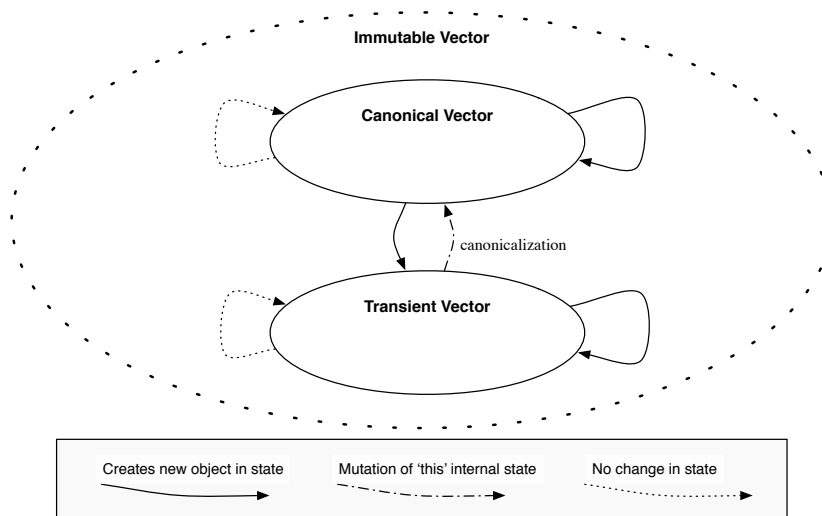 Immutable Vector
Canonical Vector
canonicalization
Transient Vector
Creates new object in state
Mutation of ‘this’ internal state
No change in state